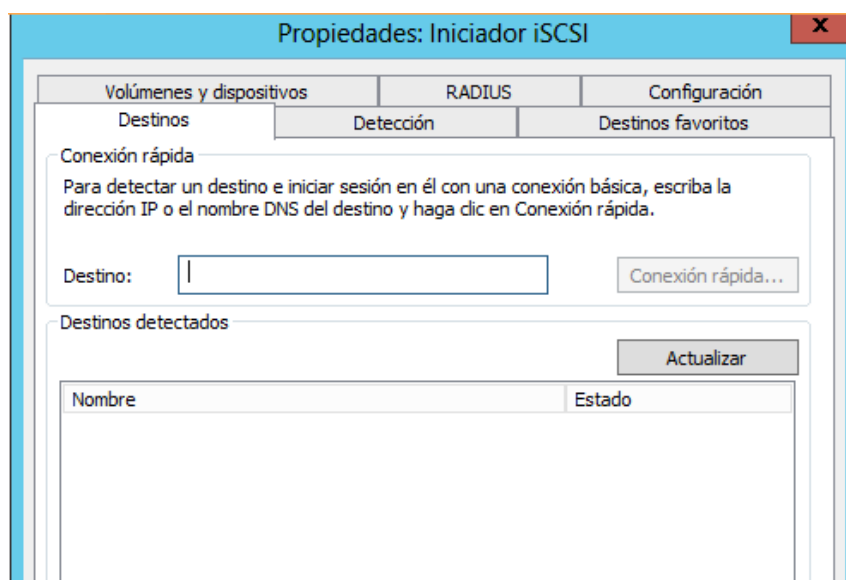 Propiedades: Iniciador iSCSI
x
Volúmenes y dispositivos RADIUS Configuración
Destinos Detección Destinos favoritos
Conexión rápida
Para detectar un destino e iniciar sesión en él con una conexión básica, escriba la
dirección IP o el nombre DNS del destino y haga clic en Conexión rápida.
Destino: Conexión rápida...
Destinos detectados
Actualizar
Nombre Estado